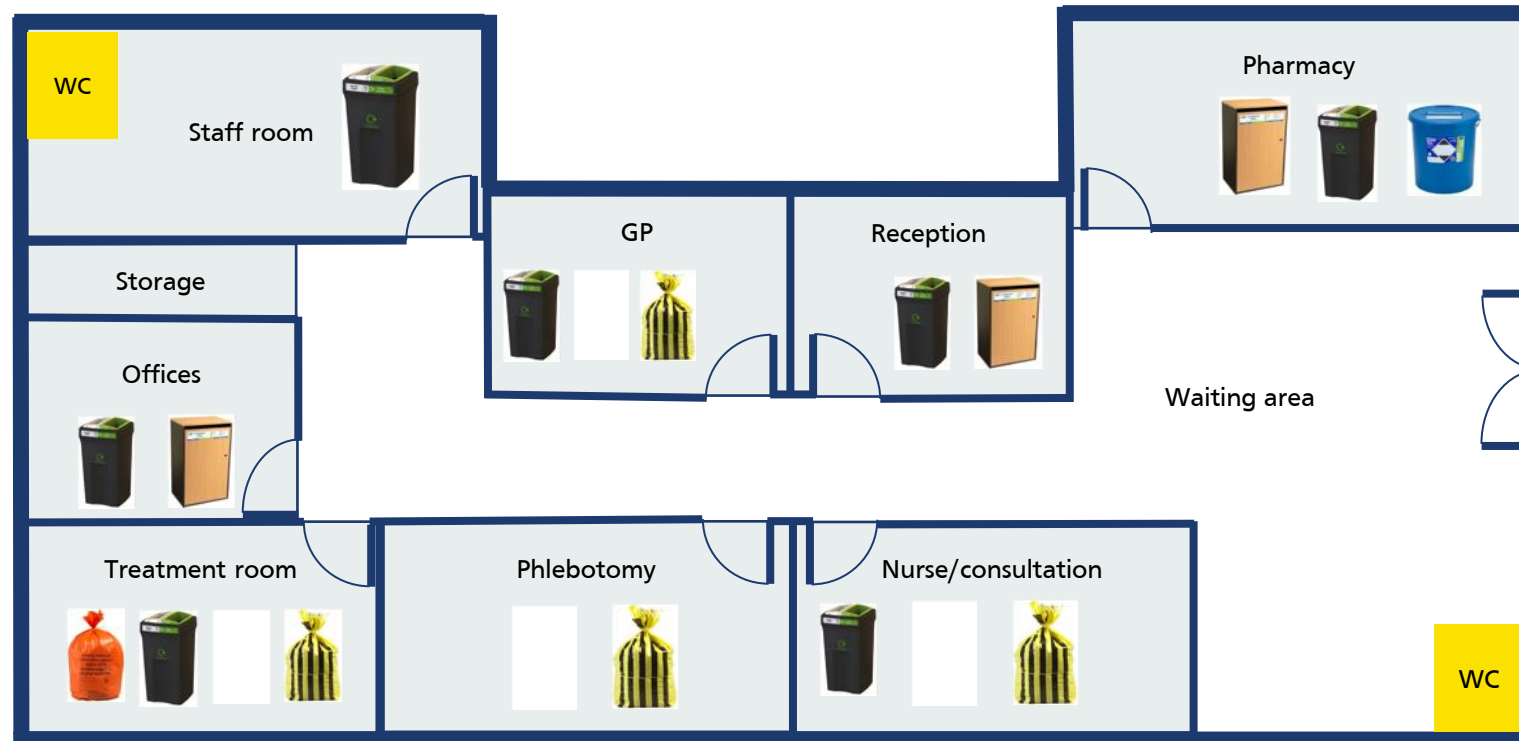 WC
Staff room
Pharmacy
GP
Reception
Storage
Offices
Waiting area
Treatment room
Phlebotomy
Nurse/consultation
WC